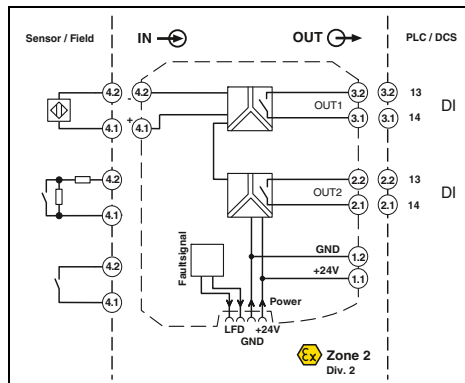 Sensor / Field
IN
OUT
PLC / DCS
4.2
- 4.2
3.2
3.2
13
OUT1
DI
4.1
+ 4.1
3.1
3.1
14
4.2
2.2
2.2
13
OUT2
DI
4.1
2.1
2.1
14
Faultsignal
GND
1.2
4.2
+24V
1.1
4.1
Power
LFD
+24V
GND
Ex
Zone 2
Div. 2